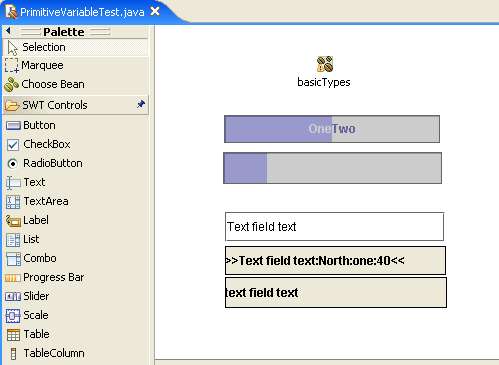 PrimitiveVariableTest.java
Palette
Selection
Marquee
Choose Bean
SWT Controls
Button
CheckBox
RadioButton
Text
TextArea
Label
List
Combo
Progress Bar
Slider
Scale
Table
TableColumn
basicTypes
OneTwo
Text field text
>>Text field text:North:one:40<<
text field text